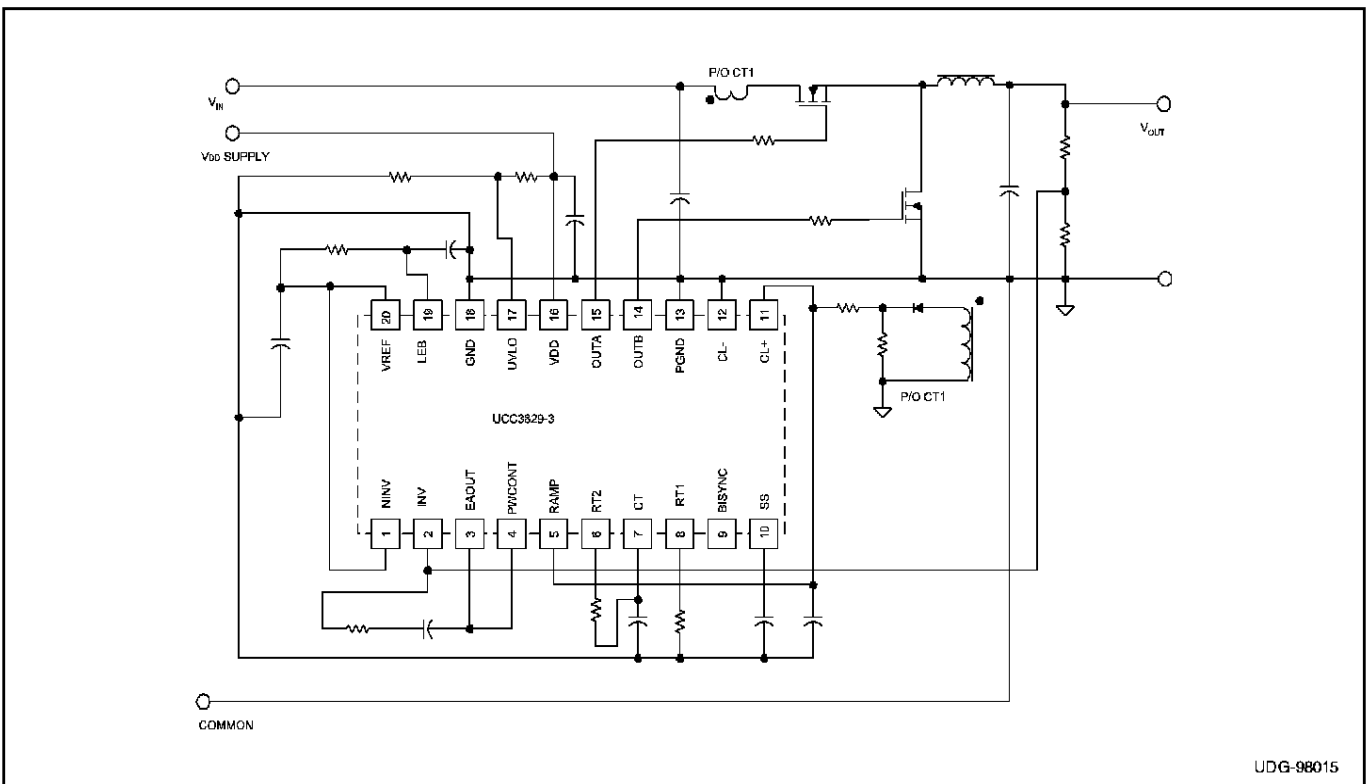 P/O CT1
VIN
VOUT
VDD SUPPLY
20
19
18
17
16
15
14
13
12
11
VREF
LEB
GND
UVLO
VDD
OUTA
OUTB
PGND
CL-
CL+
P/O CT1
UCC3829-3
NINV
INV
EAOUT
PWCONT
RAMP
RT2
CT
RT1
BISYNC
SS
1
2
3
4
5
6
7
8
9
10
COMMON
UDG-98015